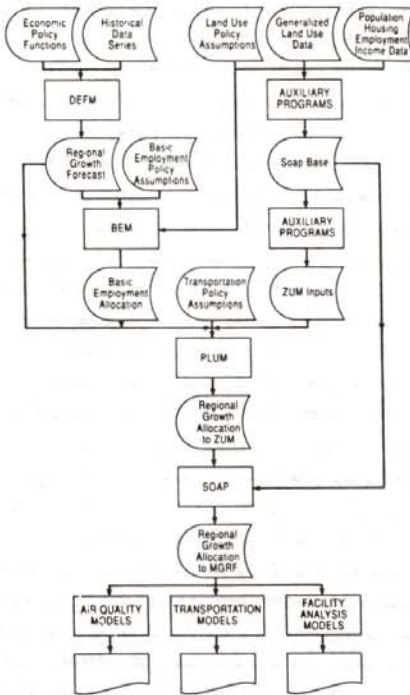 Economic
Policy
Functions
Historical
Data
Series
Land Use
Policy
Assumptions
Generalized
Land Use
Data
Population
Housing
Employment
Income Data
DEFM
AUXILIARY
PROGRAMS
Regional
Growth
Forecast
Basic
Employment
Policy
Assumptions
Soap Base
BEM
AUXILIARY
PROGRAMS
Basic
Employment
Allocation
Transportation
Policy
Assumptions
ZUM Inputs
PLUM
Regional
Growth
Allocation
to ZUM
SOAP
Regional
Growth
Allocation
to MGRF
AIR QUALITY
MODELS
TRANSPORTATION
MODELS
FACILITY
ANALYSIS
MODELS